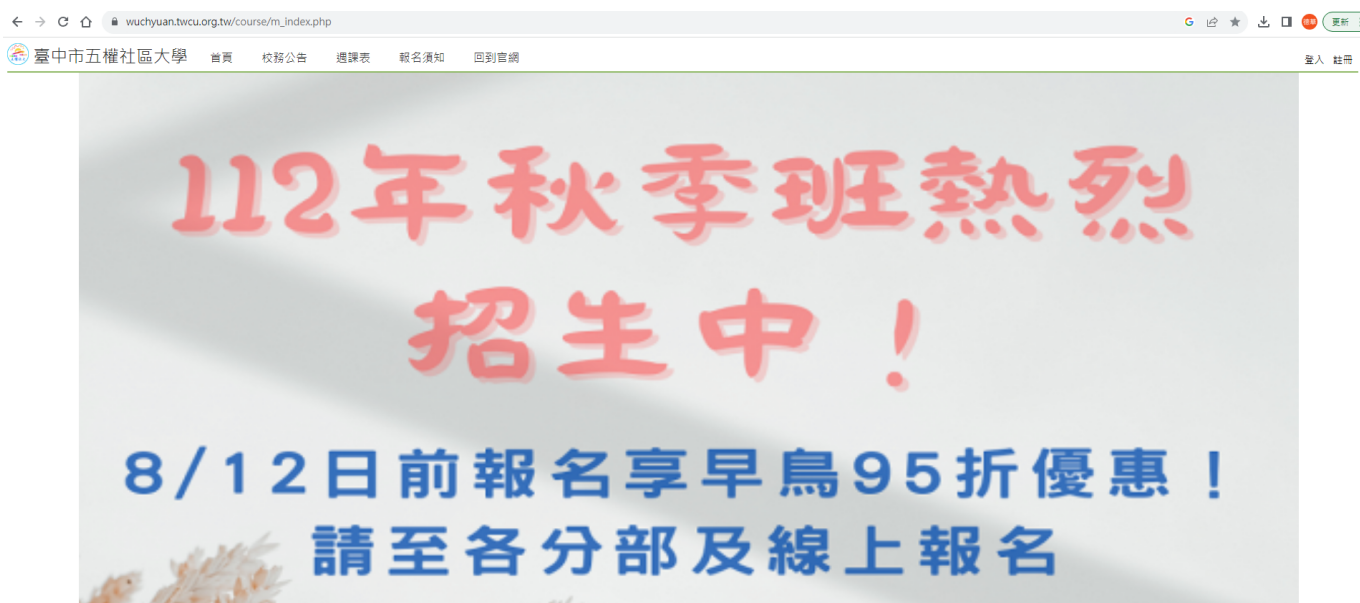 wuchyuan.twcu.org.tw/course/m_index.php
更新
臺中市五權社區大學 首頁 校務公告 週課表 報名須知 回到官網 登入 註冊
112年秋季班熱烈
招生中！
8/12日前報名享早鳥95折優惠！
請至各分部及線上報名